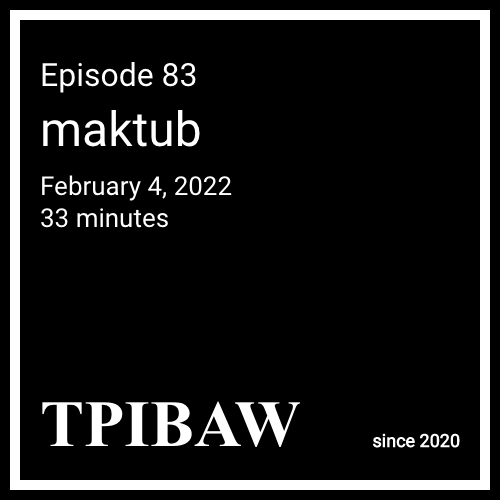 Episode 83
maktub
February 4, 2022
33 minutes
TPIBAW
since 2020